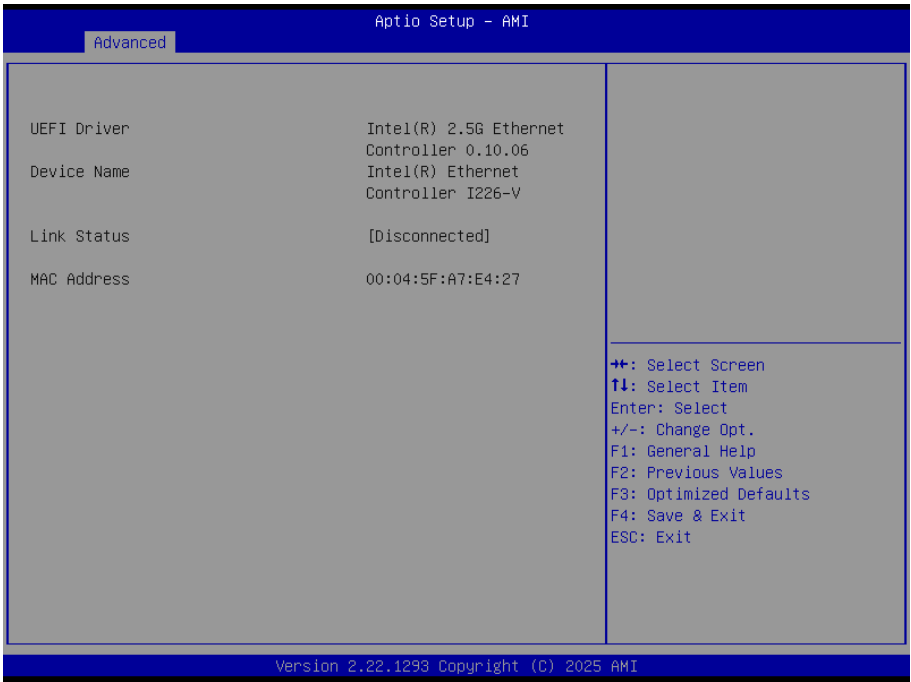 Aptio Setup – AMI
Advanced
UEFI Driver Intel(R) 2.5G Ethernet
Controller 0.10.06
Device Name Intel(R) Ethernet
Controller I226-V
Link Status [Disconnected]
MAC Address 00:04:5F:A7:E4:27
→←: Select Screen
↑↓: Select Item
Enter: Select
+/-: Change Opt.
F1: General Help
F2: Previous Values
F3: Optimized Defaults
F4: Save & Exit
ESC: Exit
Version 2.22.1293 Copyright (C) 2025 AMI